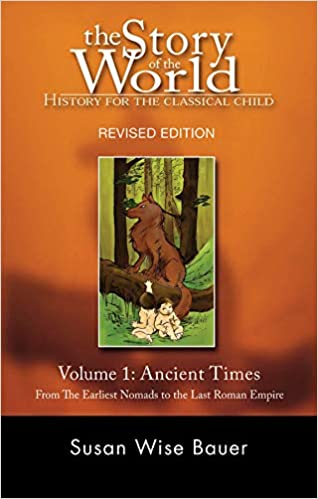 the Story
of the
World
HISTORY FOR THE CLASSICAL CHILD
REVISED EDITION
Volume 1: Ancient Times
From The Earliest Nomads to the Last Roman Empire
Susan Wise Bauer